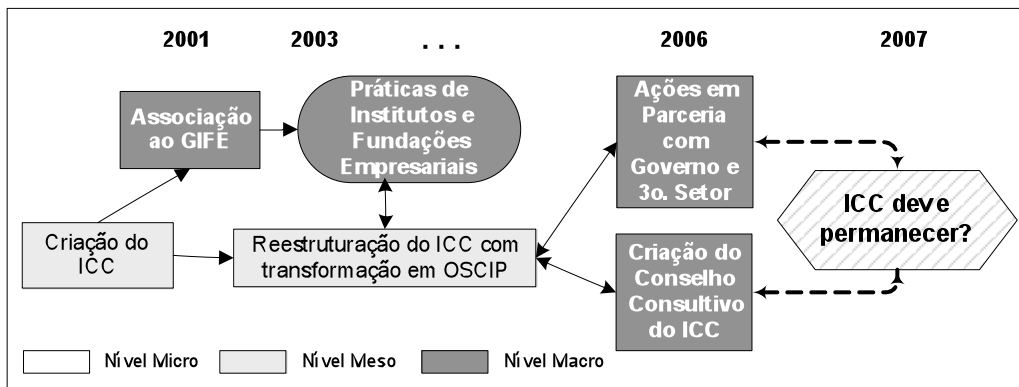 2001
2003
. . .
2006
2007
Associação
ao GIFE
Práticas de
Institutos e
Fundações
Empresariais
Ações em
Parceria
com
Governo e
3o. Setor
ICC deve
permanecer?
Criação do
ICC
Reestruturação do ICC com
transformação em OSCIP
Criação do
Conselho
Consultivo
do ICC
Nível Micro
Nível Meso
Nível Macro